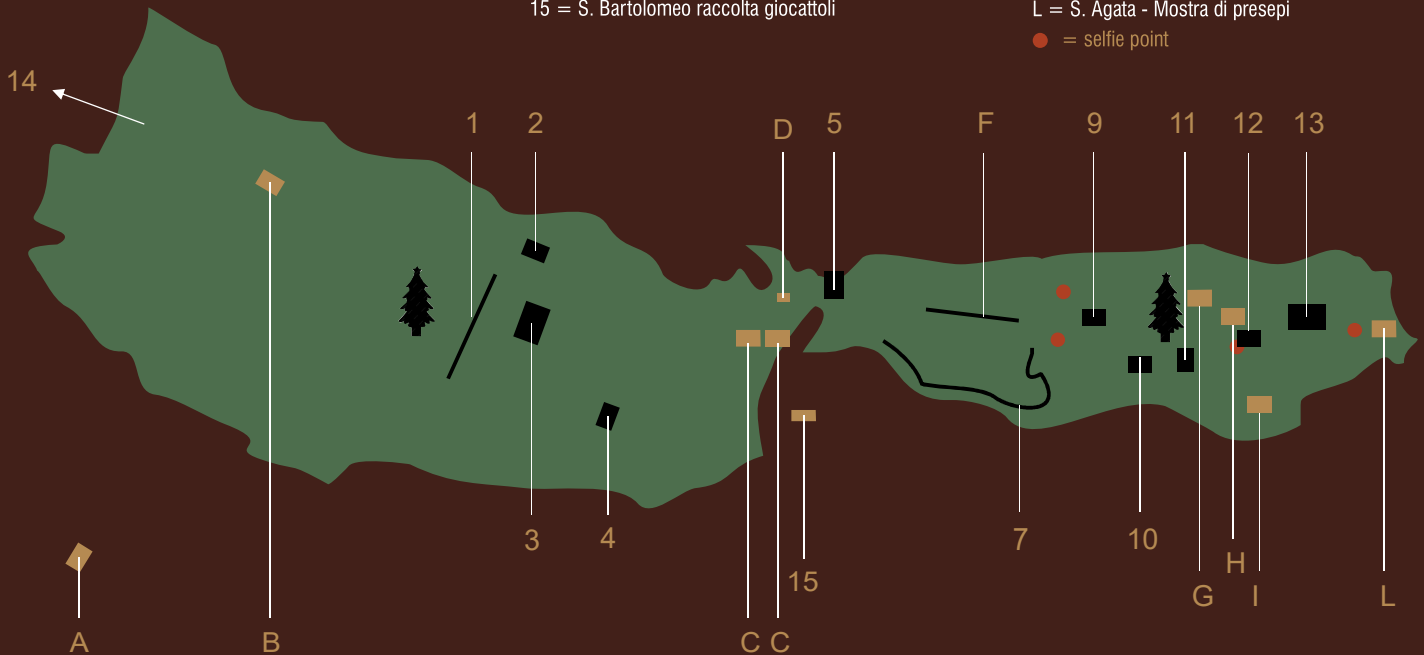 15 = S. Bartolomeo raccolta giocattoli
L = S. Agata - Mostra di presepi
= selfie point
14
1
2
D
5
F
9
11
12
13
3
4
15
7
10
H
G
I
L
A
B
C
C